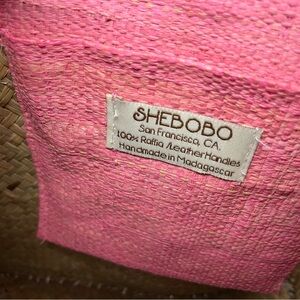 SHEBOBO
San Francisco, CA.
100% Raffia /Leather Handles
Handmade in Madagascar